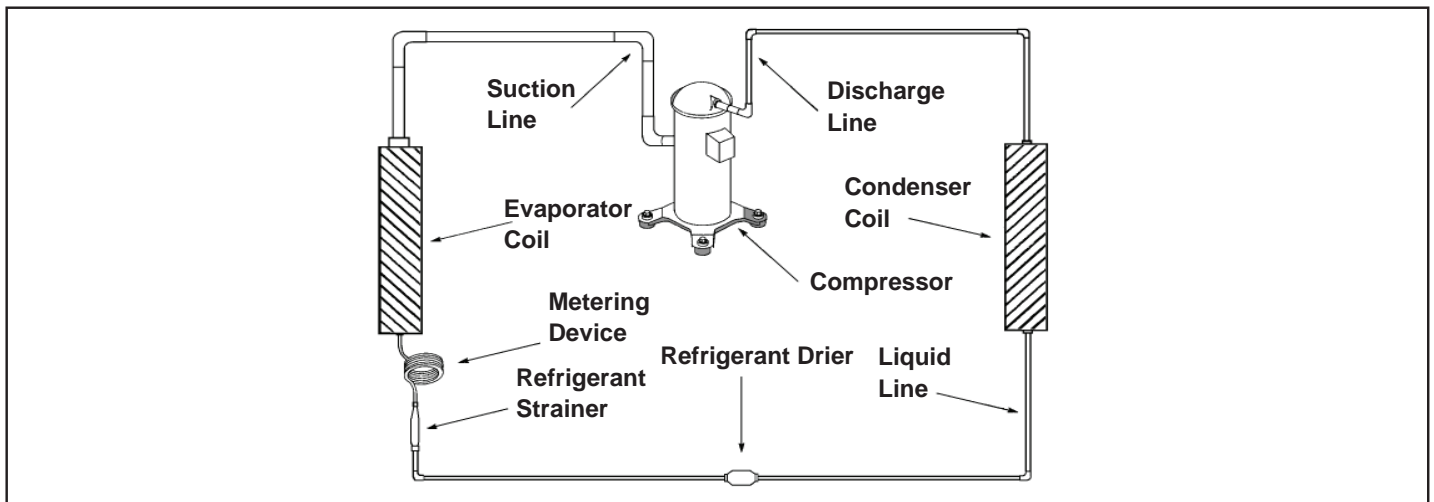 Suction
Line
Discharge
Line
Evaporator
Coil
Condenser
Coil
Compressor
Metering
Device
Refrigerant Drier
Liquid
Line
Refrigerant
Strainer